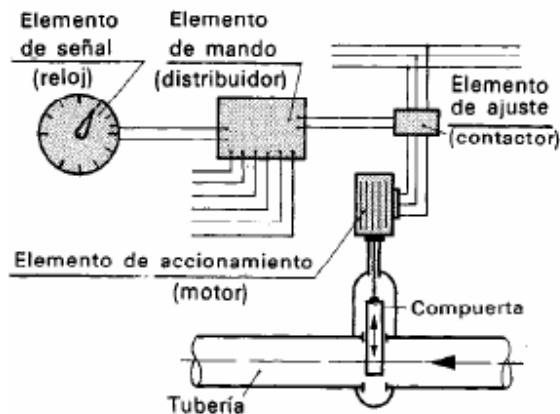 Elemento
de señal
(reloj)
Elemento
de mando
(distribuidor)
Elemento
de ajuste
(contactor)
Elemento de accionamiento
(motor)
Compuerta
Tubería